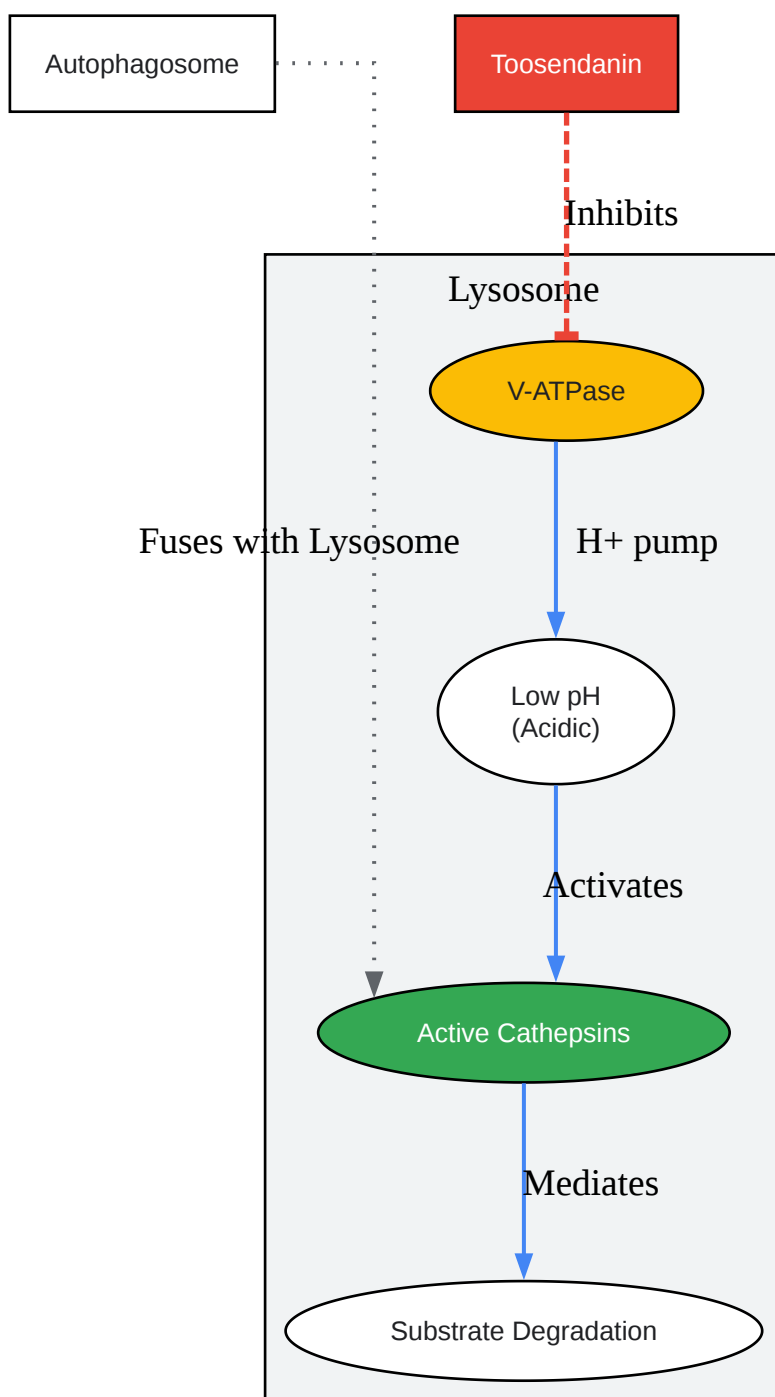 Autophagosome
Toosendanin
Inhibits
Lysosome
V-ATPase
Fuses with Lysosome
H+ pump
Low pH
(Acidic)
Activates
Active Cathepsins
Mediates
Substrate Degradation